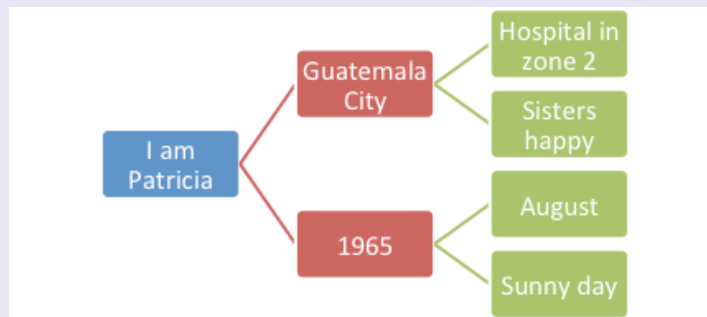 I am
Patricia
Guatemala
City
Hospital in
zone 2
Sisters
happy
1965
August
Sunny day